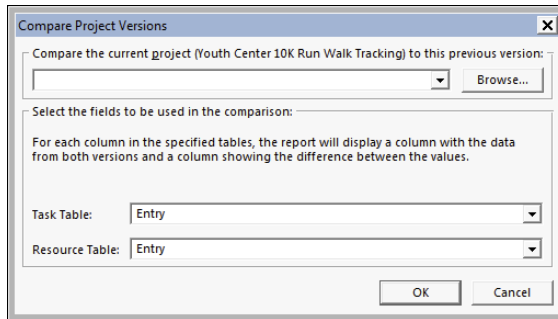 Compare Project Versions
Compare the current project (Youth Center 10K Run Walk Tracking) to this previous version:
Browse...
Select the fields to be used in the comparison:
For each column in the specified tables, the report will display a column with the data
from both versions and a column showing the difference between the values.
Task Table: Entry
Resource Table: Entry
OK Cancel